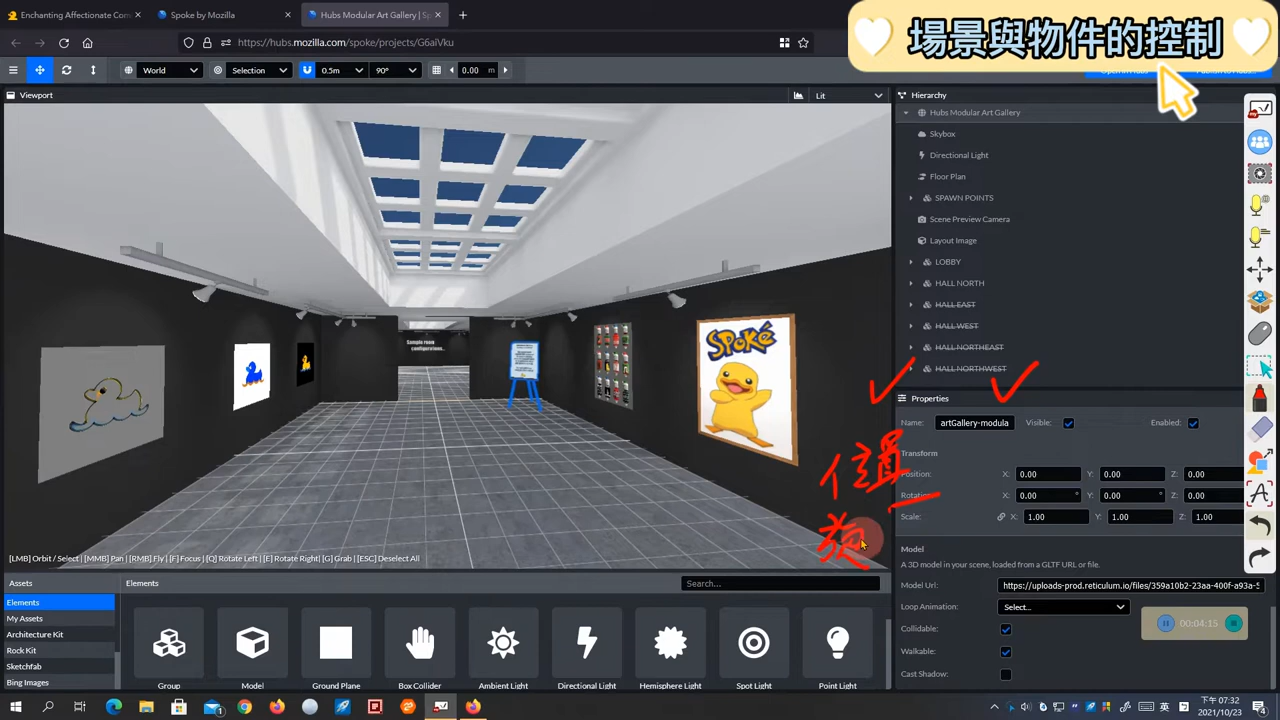 Enchanting Affectionate Commu
Spoke by Mozilla
Hubs Modular Art Gallery | Sp
https://hubs.mozilla.com/spoke/projects/G6aiVku
場景與物件的控制
World
Selection
0.5m
90°
0.00 m
Viewport
Lit
Hierarchy
Hubs Modular Art Gallery
Skybox
Directional Light
Floor Plan
SPAWN POINTS
Scene Preview Camera
Layout Image
LOBBY
HALL NORTH
HALL EAST
HALL WEST
HALL NORTHEAST
HALL NORTHWEST
Sample room configurations...
Spoké
Properties
Name: artGallery-modula Visible: Enabled:
Transform
Position: X: 0.00 Y: 0.00 Z: 0.00
Rotation: X: 0.00 ° Y: 0.00 ° Z: 0.00
Scale: X: 1.00 Y: 1.00 Z: 1.00
位置
旋
Model
A 3D model in your scene, loaded from a GLTF URL or file.
Model Url: https://uploads-prod.reticulum.io/files/359a10b2-23aa-400f-a93a-5
Loop Animation: Select...
Collidable:
Walkable:
Cast Shadow:
00:04:15
[LMB] Orbit / Select | [MMB] Pan | [RMB] Fly | [F] Focus | [Q] Rotate Left | [E] Rotate Right | [G] Grab | [ESC] Deselect All
Assets
Elements
Search...
Elements
My Assets
Architecture Kit
Rock Kit
Sketchfab
Bing Images
Group
Model
Ground Plane
Box Collider
Ambient Light
Directional Light
Hemisphere Light
Spot Light
Point Light
英
下午 07:32
2021/10/23